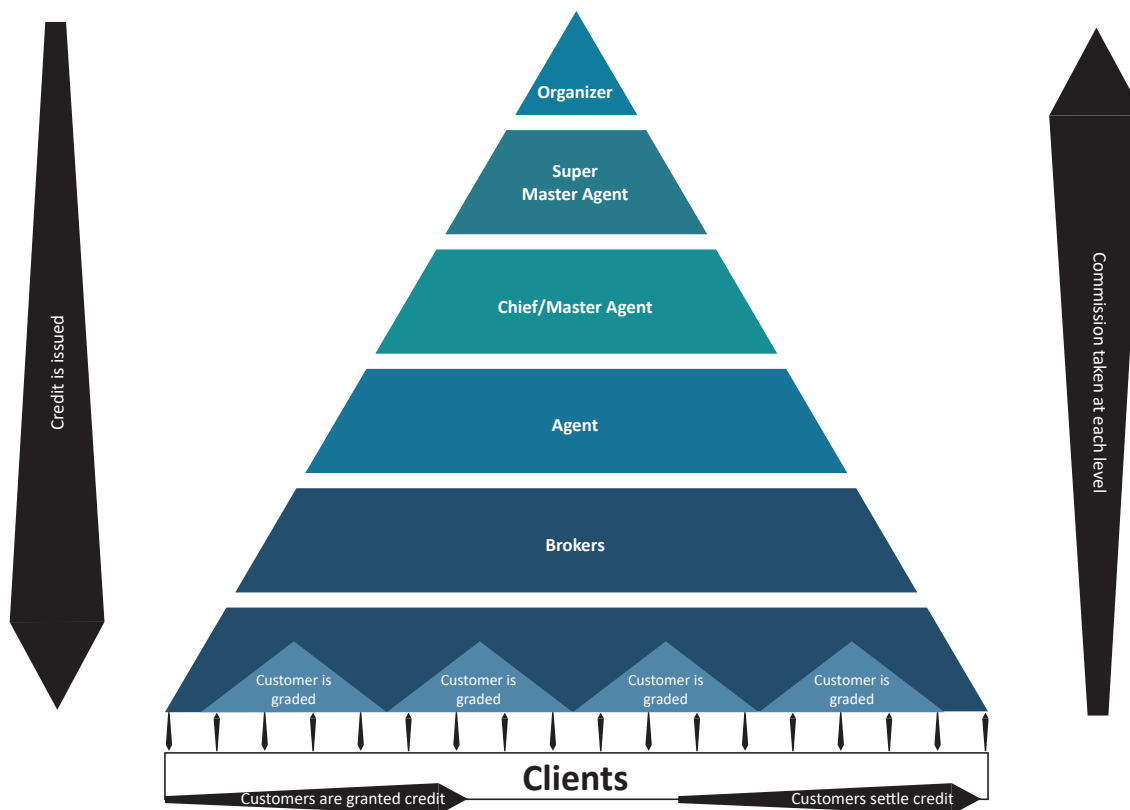 Organizer
Super
Master Agent
Chief/Master Agent
Agent
Brokers
Credit is issued
Commission taken at each level
Customer is
graded
Customer is
graded
Customer is
graded
Customer is
graded
Clients
Customers are granted credit
Customers settle credit